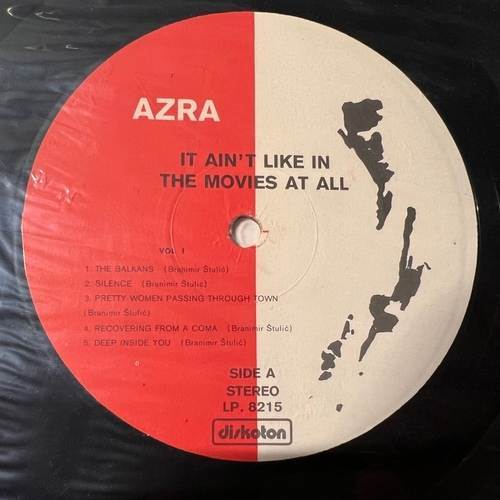 AZRA
IT AIN'T LIKE IN
THE MOVIES AT ALL
VOL 1
1. THE BALKANS (Branimir Štulić)
2. SILENCE (Branimir Štulić)
3. PRETTY WOMEN PASSING THROUGH TOWN
(Branimir Štulić)
4. RECOVERING FROM A COMA (Branimir Štulić)
5. DEEP INSIDE YOU (Branimir Štulić)
SIDE A
STEREO
LP. 8215
diskoton